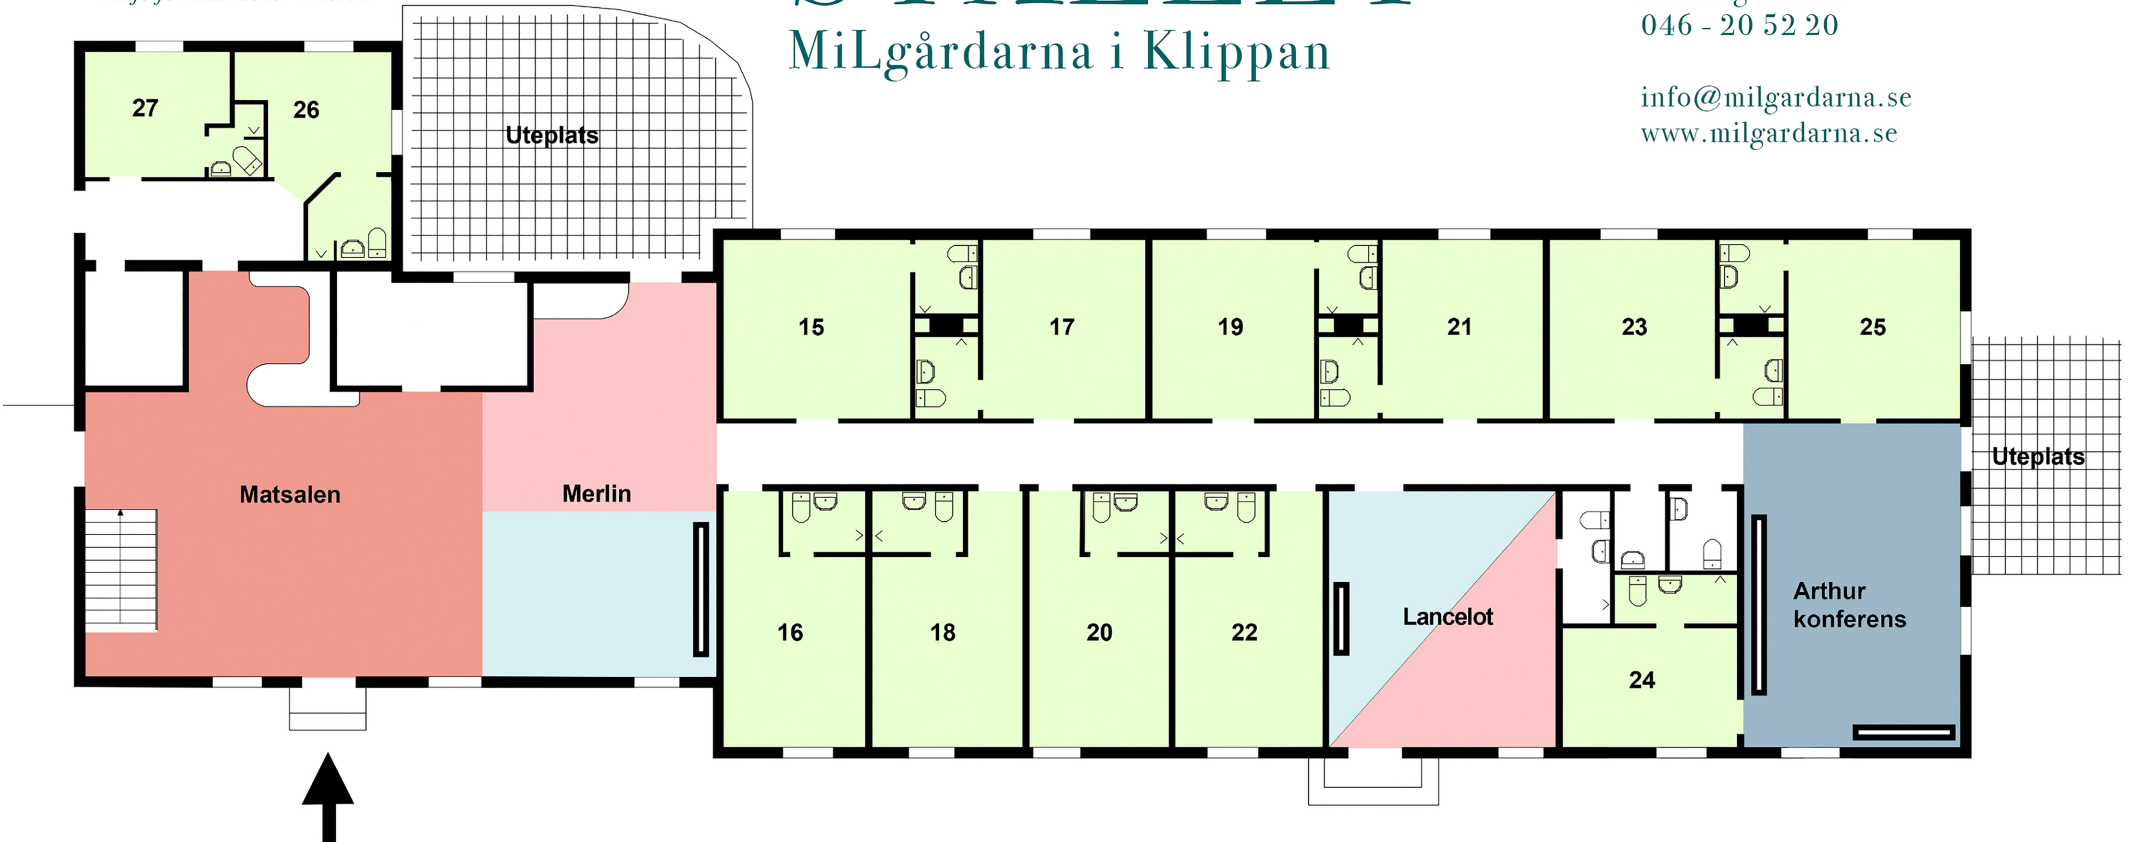 MiLgårdarna i Klippan
046 - 20 52 20
info@milgardarna.se
www.milgardarna.se
27
26
Uteplats
15
17
19
21
23
25
Uteplats
Matsalen
Merlin
16
18
20
22
Lancelot
24
Arthur
konferens